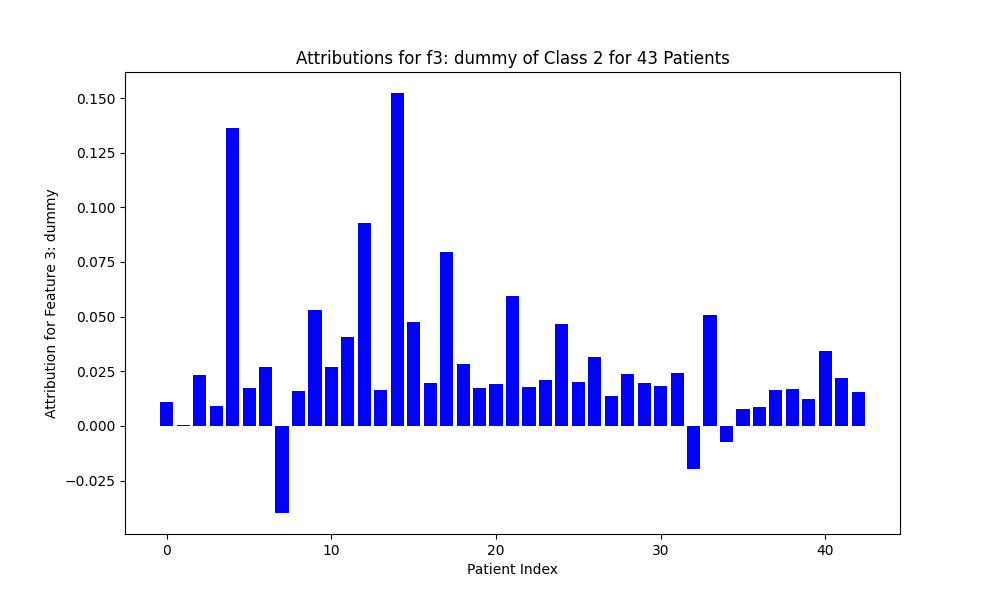 Attributions for f3: dummy of Class 2 for 43 Patients
0.150
0.125
0.100
0.075
0.050
0.025
0.000
−0.025
Attribution for Feature 3: dummy
0 10 20 30 40
Patient Index